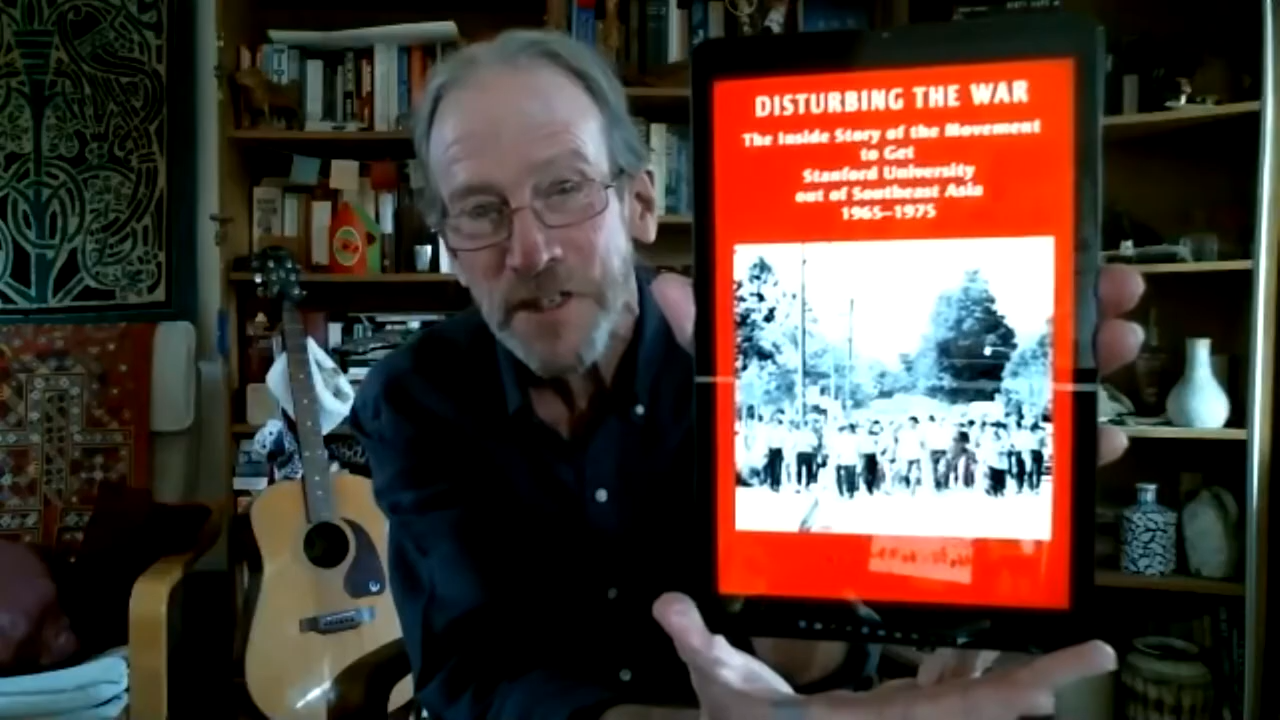 DISTURBING THE WAR
The Inside Story of the Movement
to Get
Stanford University
out of Southeast Asia
1965–1975